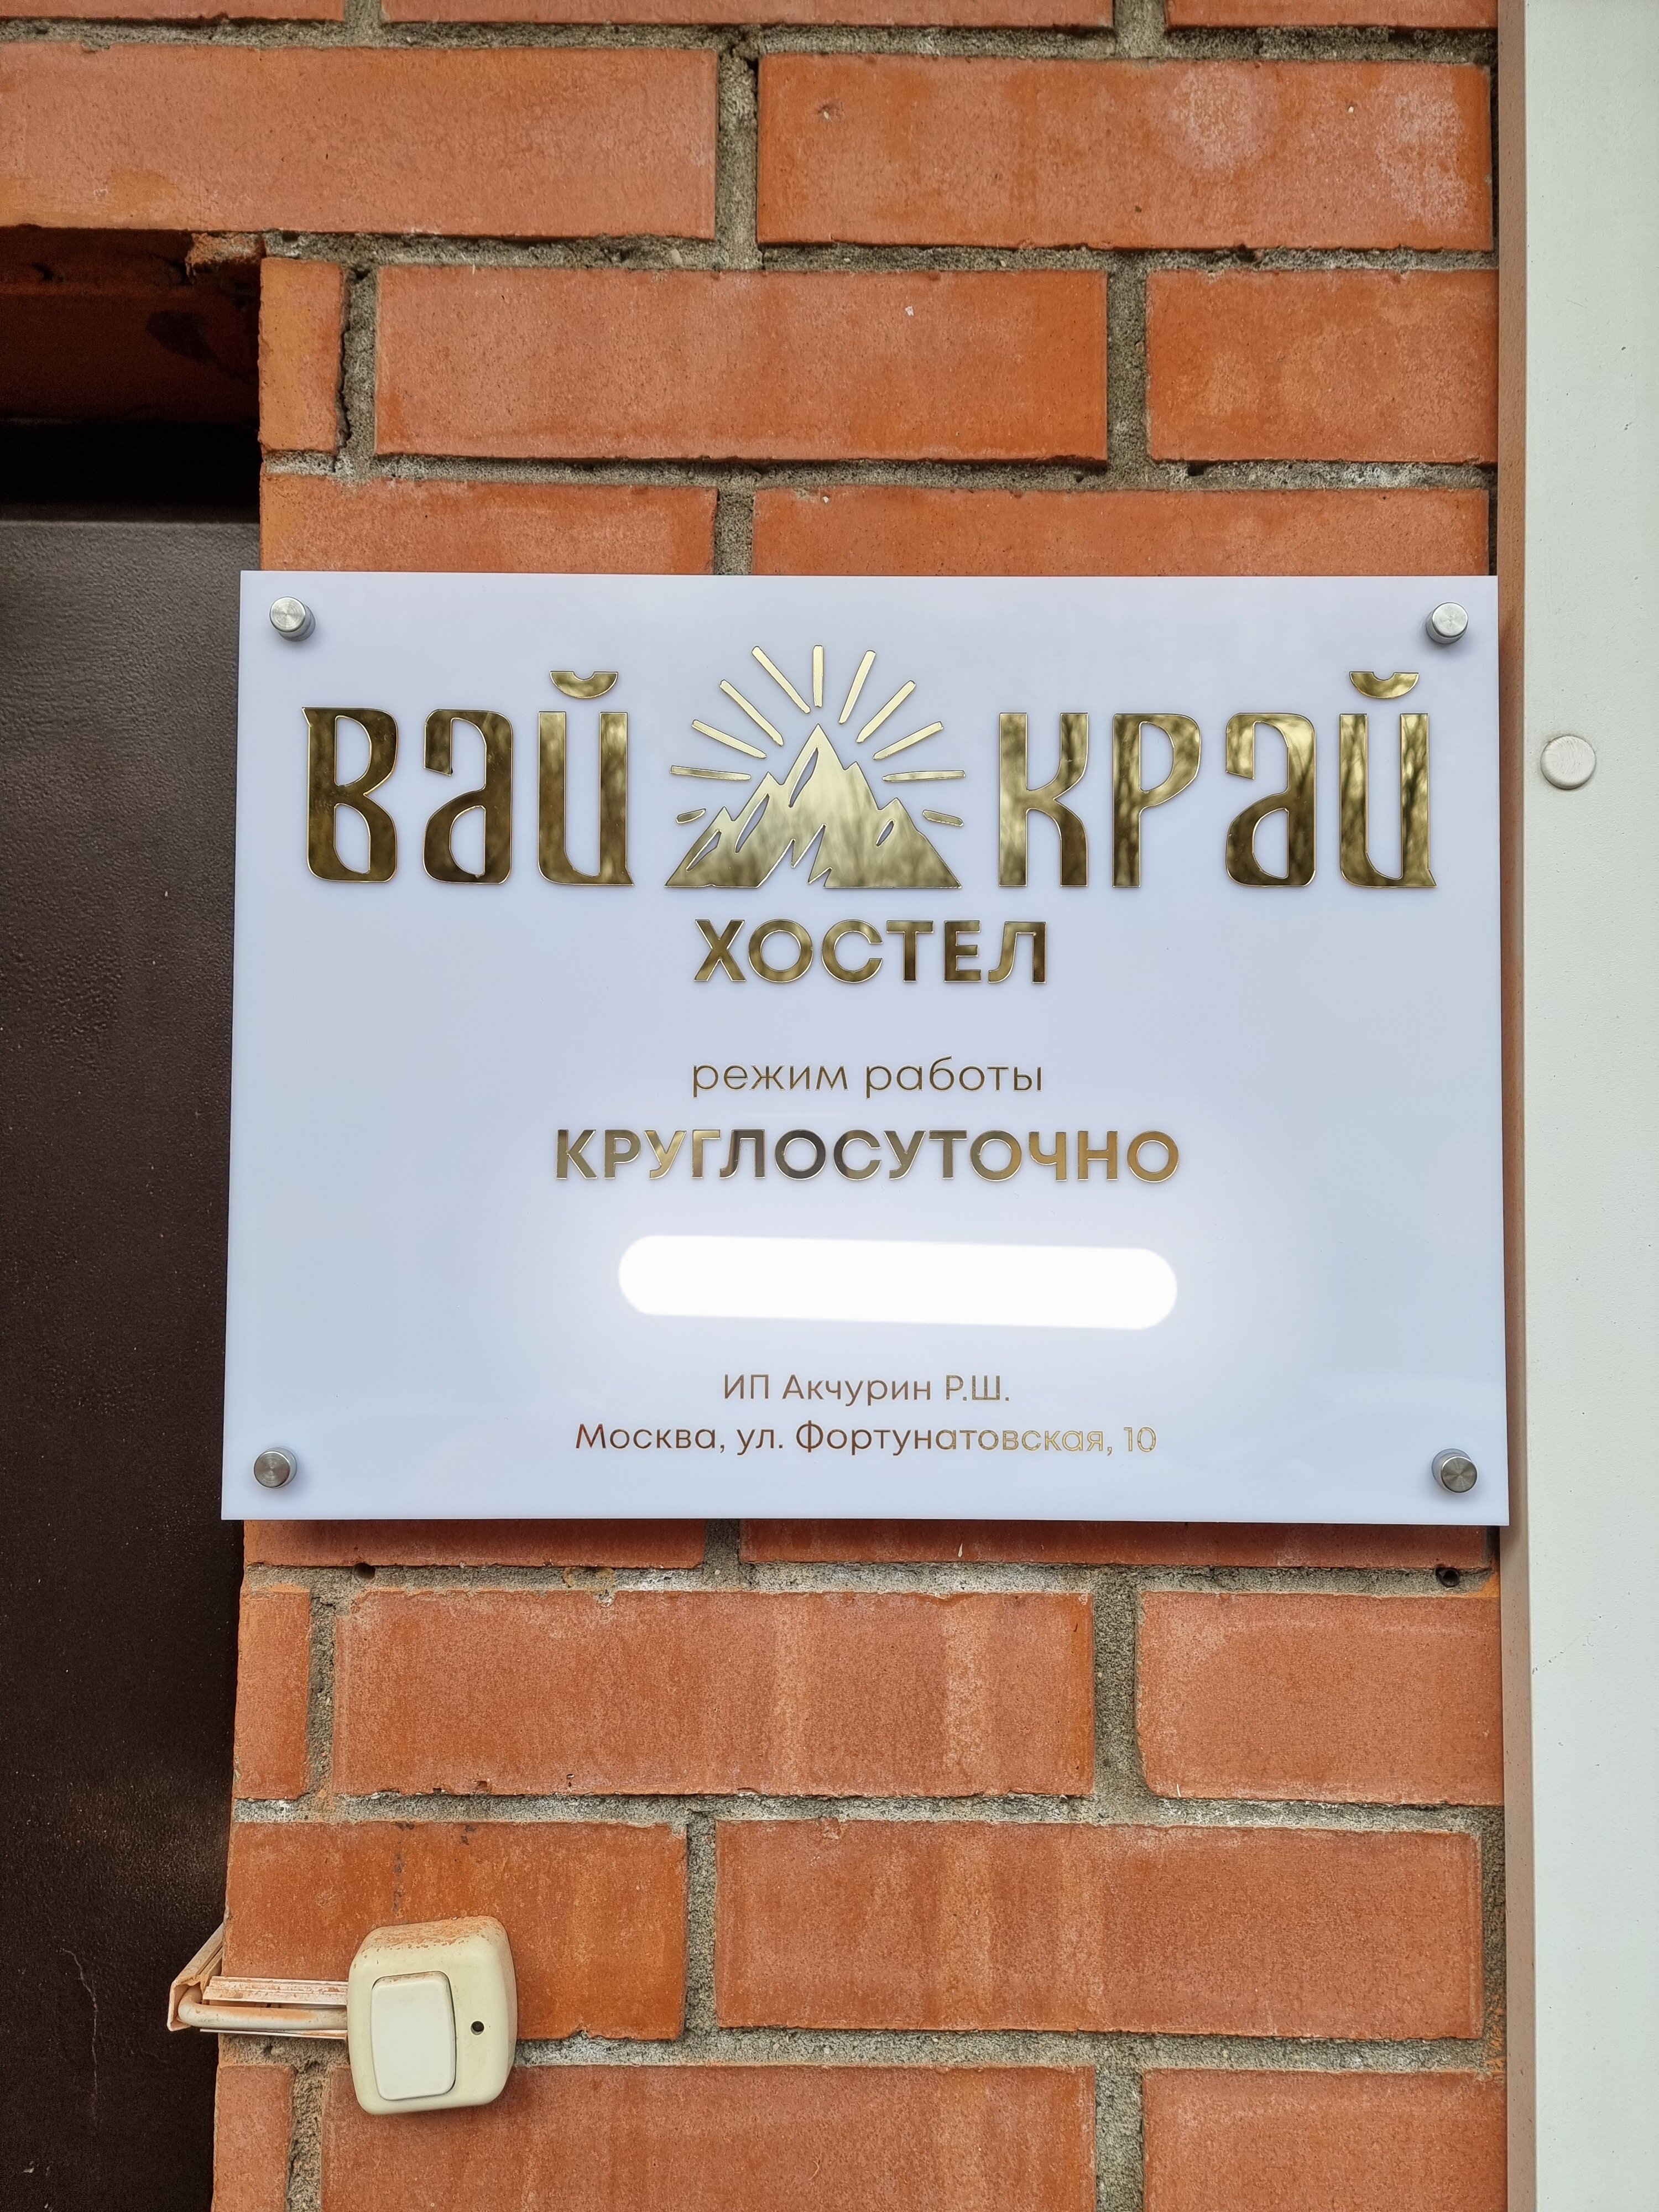 ВАЙ КРАЙ
ХОСТЕЛ
режим работы
КРУГЛОСУТОЧНО
ИП Акчурин Р.Ш.
Москва, ул. Фортунатовская, 10